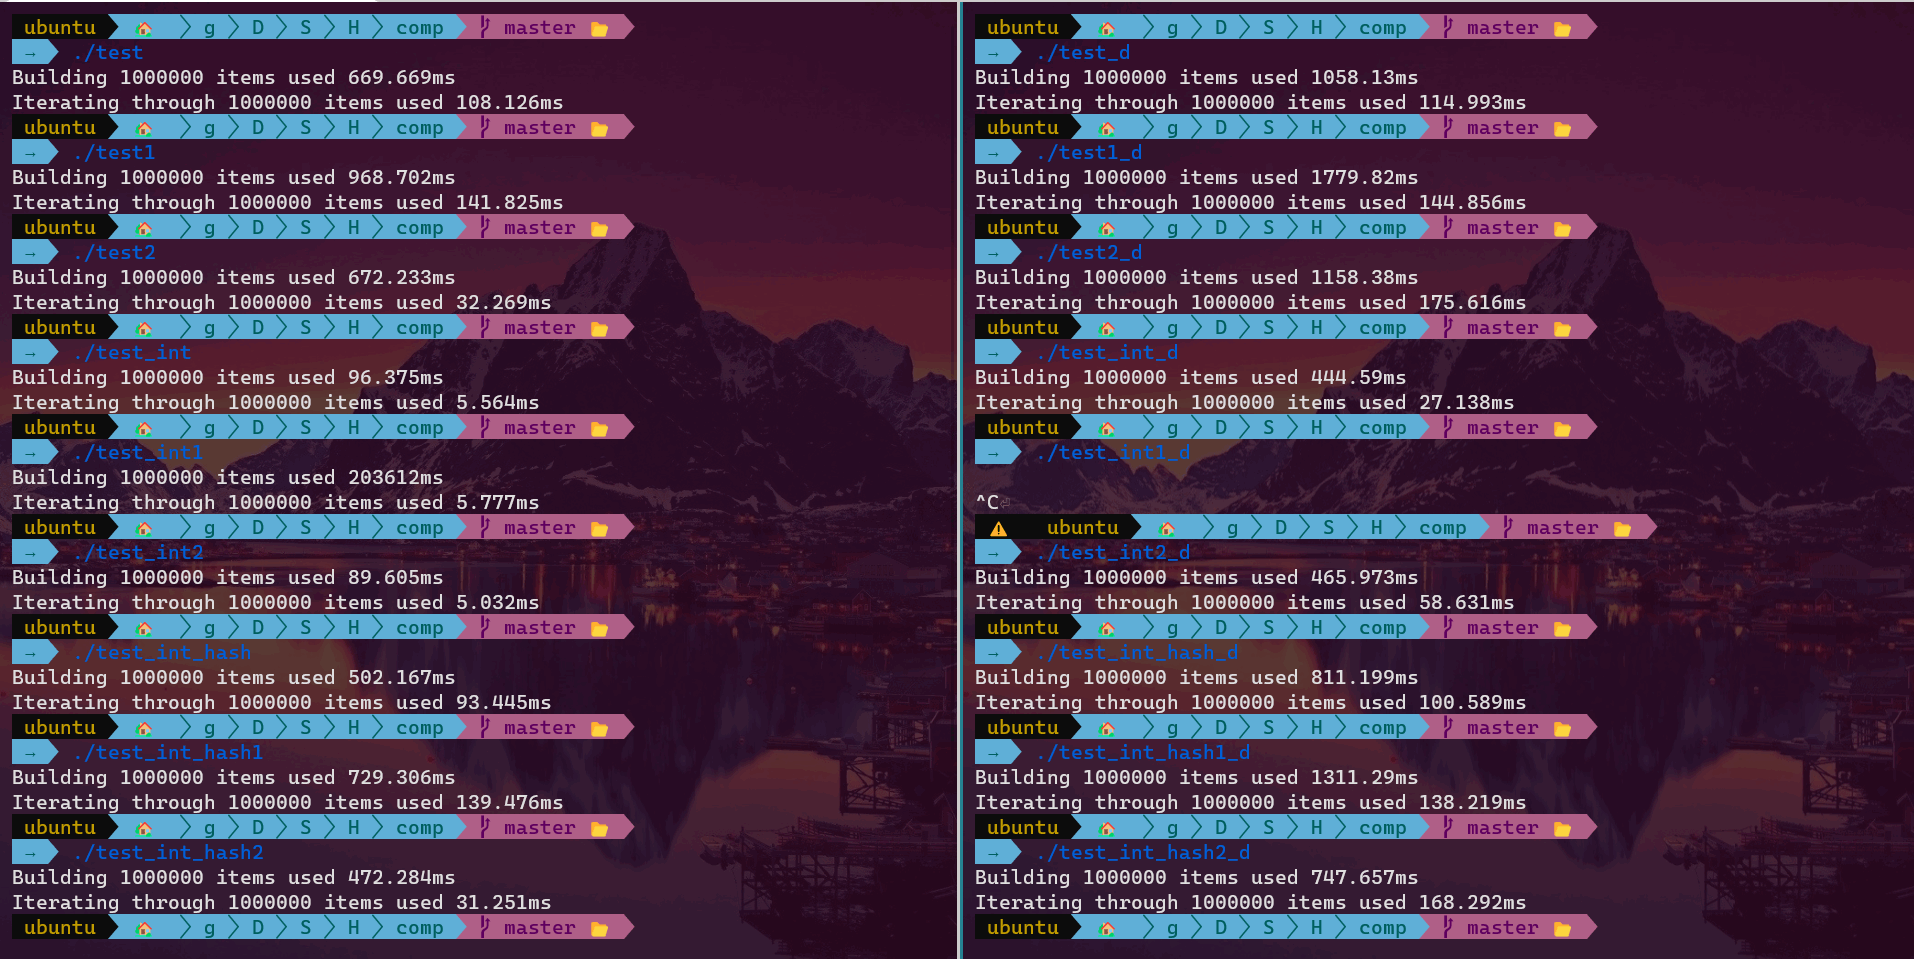 ubuntu g D S H comp master
→ ./test
Building 1000000 items used 669.669ms
Iterating through 1000000 items used 108.126ms
ubuntu g D S H comp master
→ ./test1
Building 1000000 items used 968.702ms
Iterating through 1000000 items used 141.825ms
ubuntu g D S H comp master
→ ./test2
Building 1000000 items used 672.233ms
Iterating through 1000000 items used 32.269ms
ubuntu g D S H comp master
→ ./test_int
Building 1000000 items used 96.375ms
Iterating through 1000000 items used 5.564ms
ubuntu g D S H comp master
→ ./test_int1
Building 1000000 items used 203612ms
Iterating through 1000000 items used 5.777ms
ubuntu g D S H comp master
→ ./test_int2
Building 1000000 items used 89.605ms
Iterating through 1000000 items used 5.032ms
ubuntu g D S H comp master
→ ./test_int_hash
Building 1000000 items used 502.167ms
Iterating through 1000000 items used 93.445ms
ubuntu g D S H comp master
→ ./test_int_hash1
Building 1000000 items used 729.306ms
Iterating through 1000000 items used 139.476ms
ubuntu g D S H comp master
→ ./test_int_hash2
Building 1000000 items used 472.284ms
Iterating through 1000000 items used 31.251ms
ubuntu g D S H comp master
ubuntu g D S H comp master
→ ./test_d
Building 1000000 items used 1058.13ms
Iterating through 1000000 items used 114.993ms
ubuntu g D S H comp master
→ ./test1_d
Building 1000000 items used 1779.82ms
Iterating through 1000000 items used 144.856ms
ubuntu g D S H comp master
→ ./test2_d
Building 1000000 items used 1158.38ms
Iterating through 1000000 items used 175.616ms
ubuntu g D S H comp master
→ ./test_int_d
Building 1000000 items used 444.59ms
Iterating through 1000000 items used 27.138ms
ubuntu g D S H comp master
→ ./test_int1_d
^C⏎
ubuntu g D S H comp master
→ ./test_int2_d
Building 1000000 items used 465.973ms
Iterating through 1000000 items used 58.631ms
ubuntu g D S H comp master
→ ./test_int_hash_d
Building 1000000 items used 811.199ms
Iterating through 1000000 items used 100.589ms
ubuntu g D S H comp master
→ ./test_int_hash1_d
Building 1000000 items used 1311.29ms
Iterating through 1000000 items used 138.219ms
ubuntu g D S H comp master
→ ./test_int_hash2_d
Building 1000000 items used 747.657ms
Iterating through 1000000 items used 168.292ms
ubuntu g D S H comp master